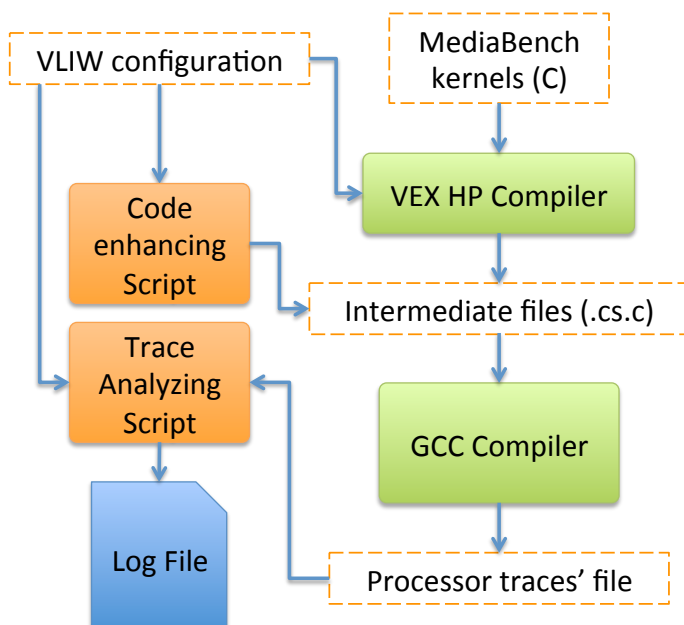 VLIW configuration
MediaBench
kernels (C)
Code
enhancing
Script
VEX HP Compiler
Intermediate files (.cs.c)
Trace
Analyzing
Script
GCC Compiler
Log File
Processor traces’ file